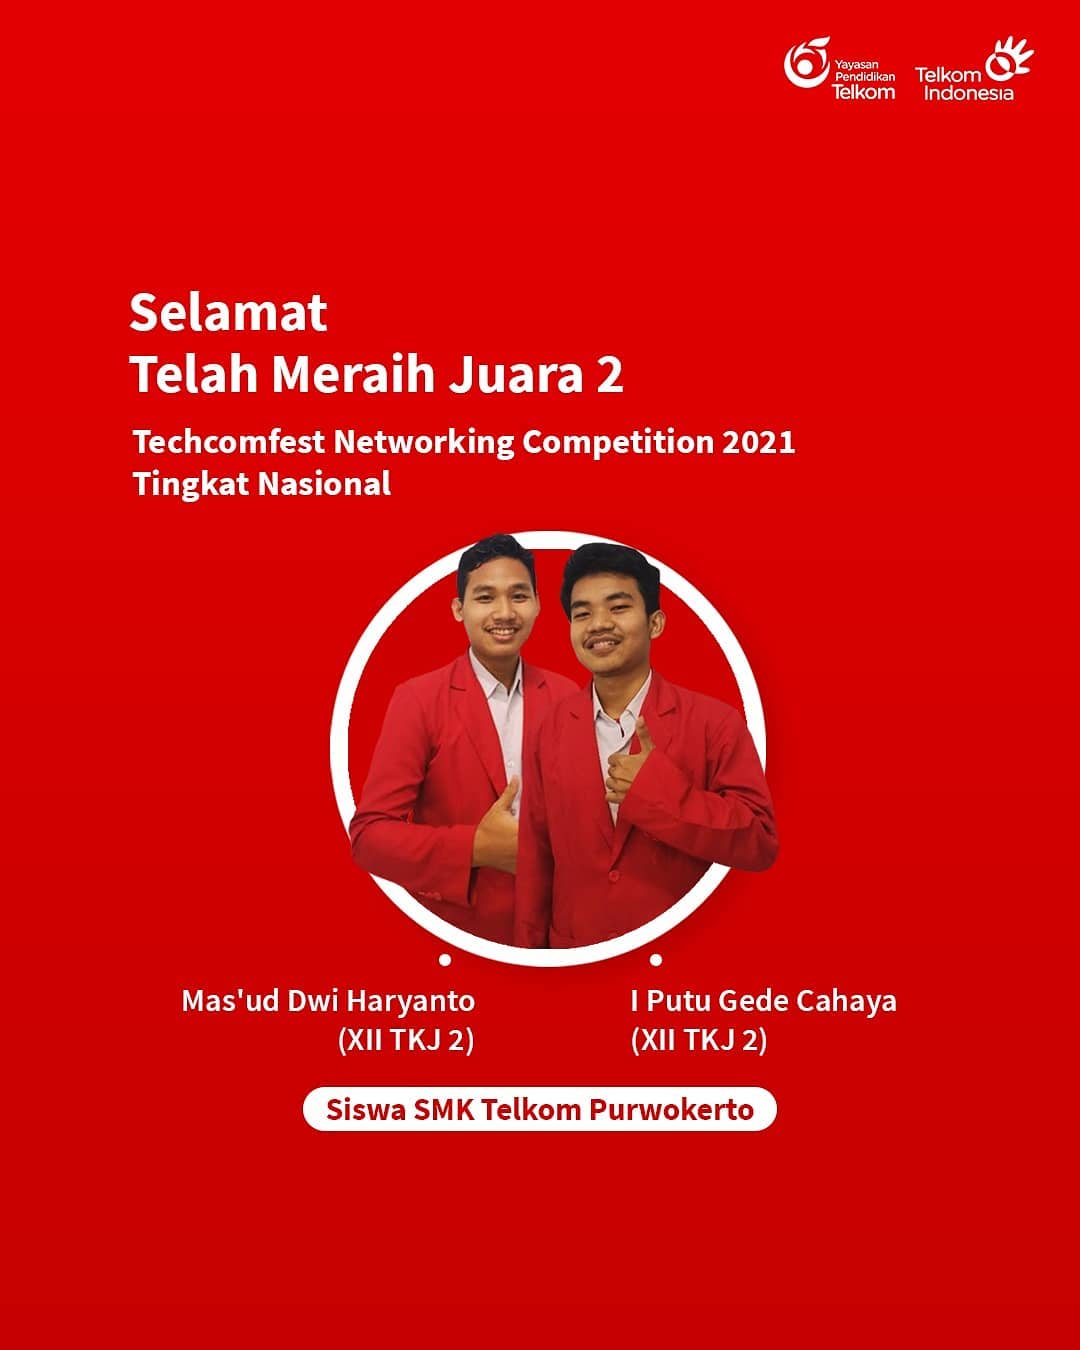 Yayasan
Pendidikan
Telkom
Telkom
Indonesia
Selamat
Telah Meraih Juara 2
Techcomfest Networking Competition 2021
Tingkat Nasional
Mas'ud Dwi Haryanto
(XII TKJ 2)
I Putu Gede Cahaya
(XII TKJ 2)
Siswa SMK Telkom Purwokerto